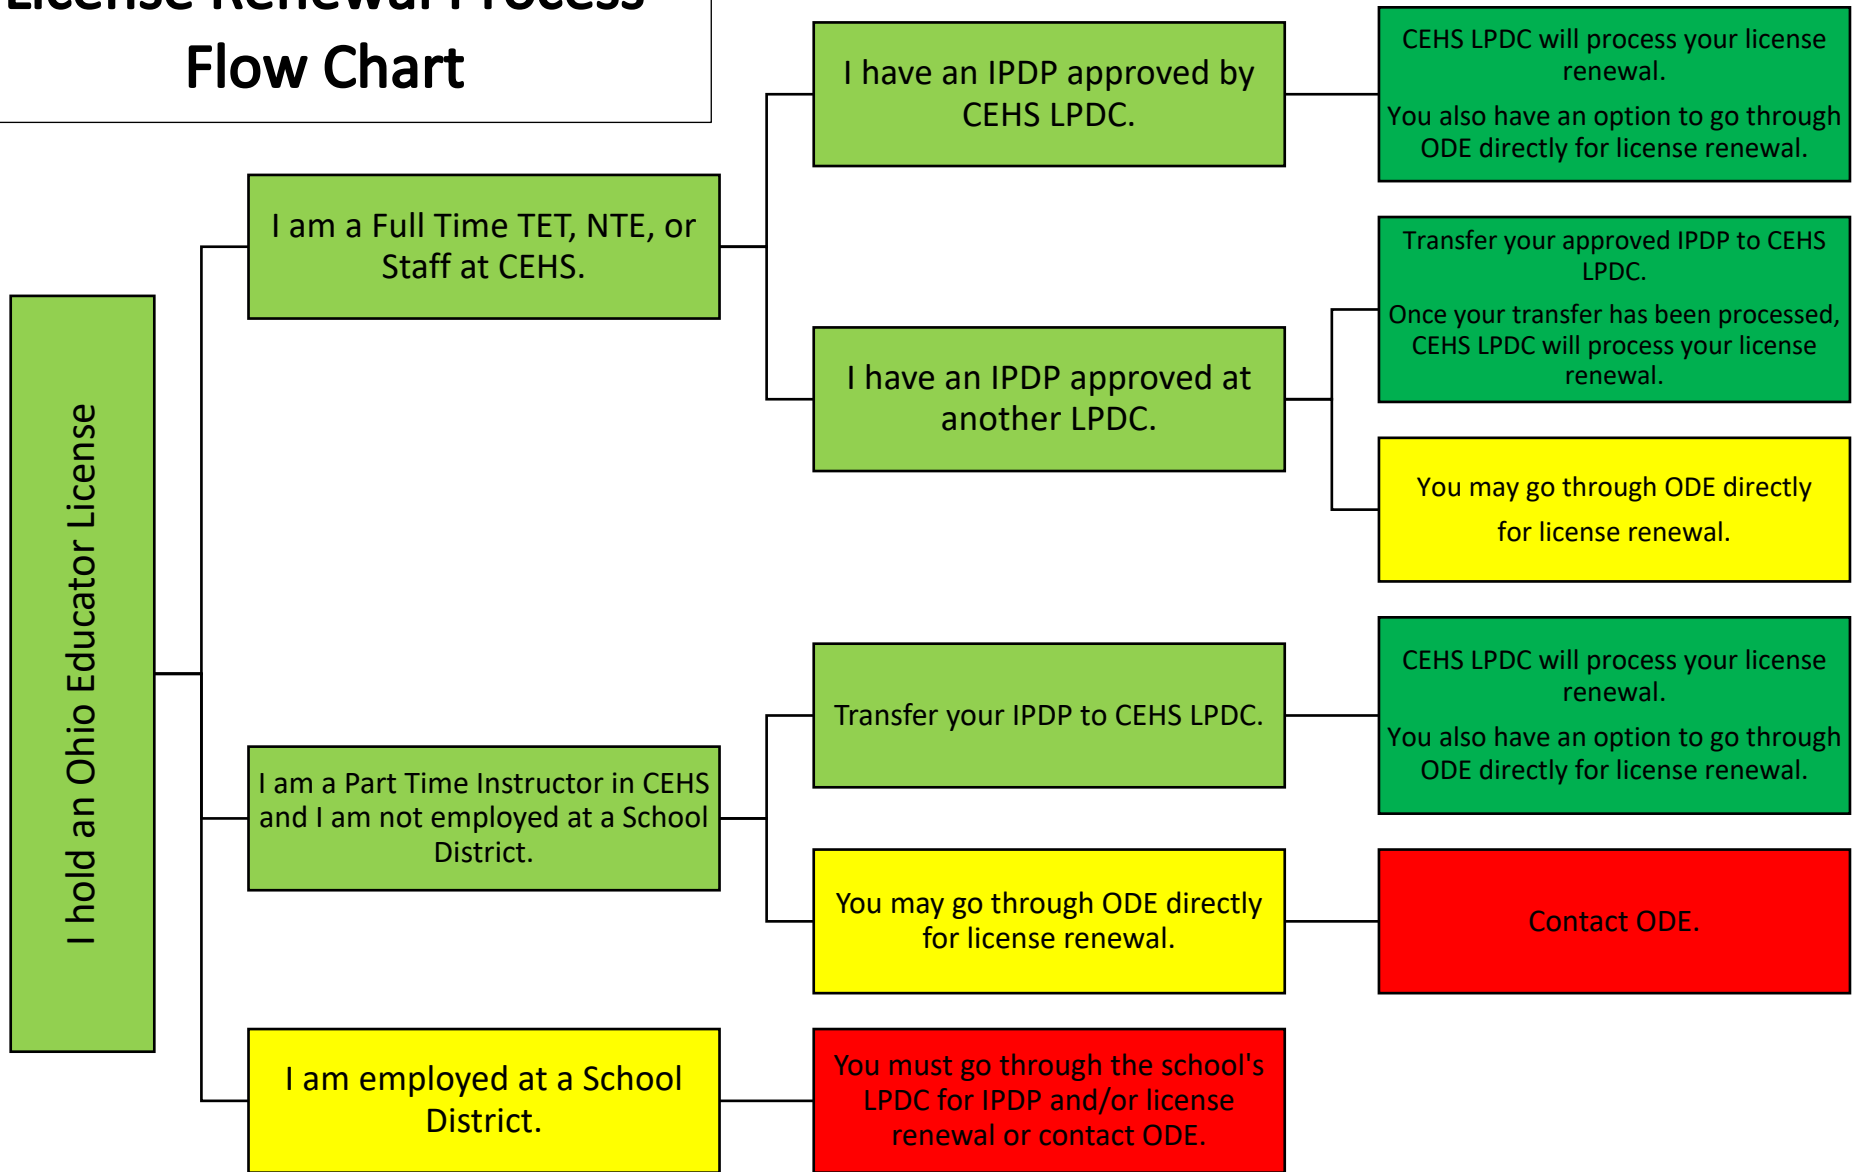 License Renewal Process
Flow Chart
I hold an Ohio Educator License
I am a Full Time TET, NTE, or
Staff at CEHS.
I have an IPDP approved by
CEHS LPDC.
CEHS LPDC will process your license
renewal.
You also have an option to go through
ODE directly for license renewal.
I have an IPDP approved at
another LPDC.
Transfer your approved IPDP to CEHS
LPDC.
Once your transfer has been processed,
CEHS LPDC will process your license
renewal.
You may go through ODE directly
for license renewal.
I am a Part Time Instructor in CEHS
and I am not employed at a School
District.
Transfer your IPDP to CEHS LPDC.
CEHS LPDC will process your license
renewal.
You also have an option to go through
ODE directly for license renewal.
You may go through ODE directly
for license renewal.
Contact ODE.
I am employed at a School
District.
You must go through the school's
LPDC for IPDP and/or license
renewal or contact ODE.